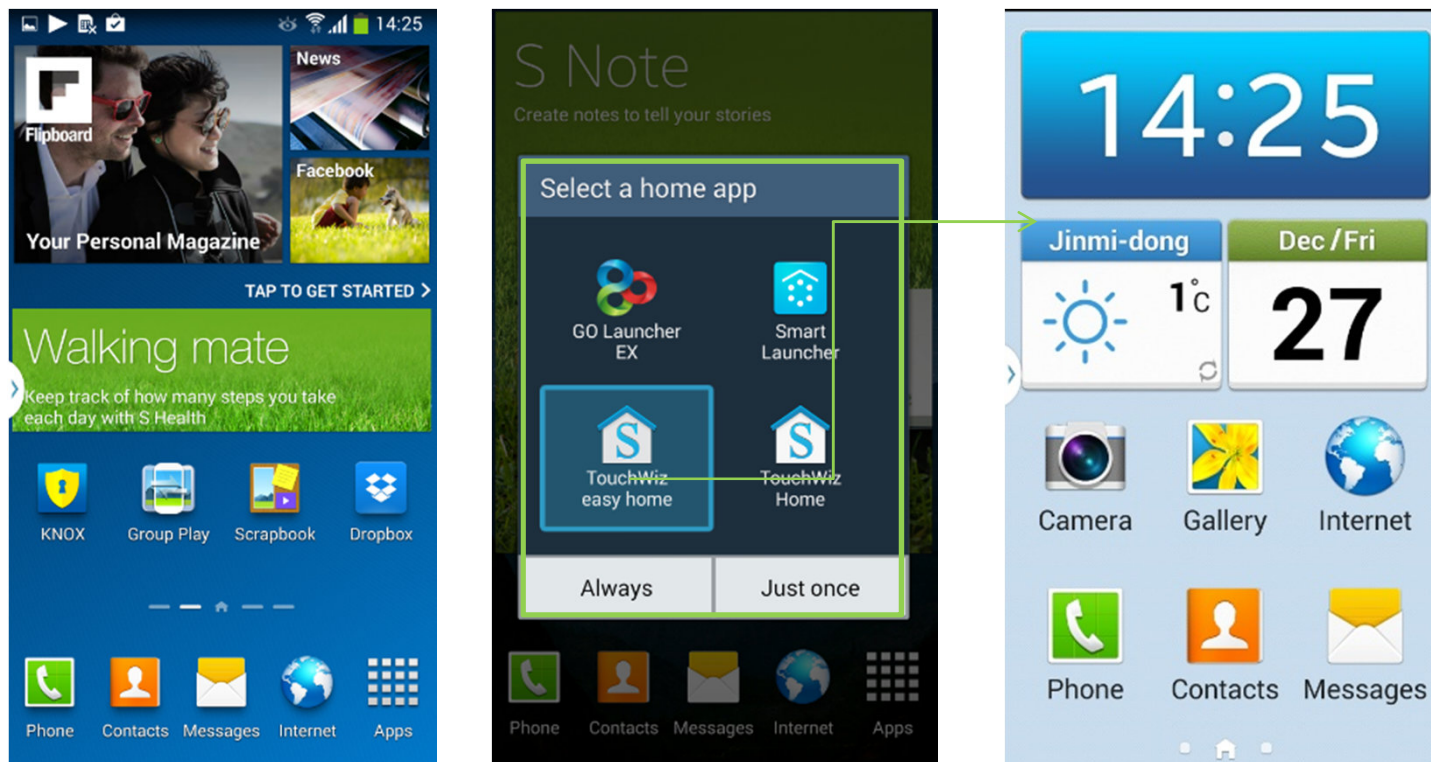 14:25
Flipboard
News
Facebook
Your Personal Magazine
TAP TO GET STARTED >
Walking mate
Keep track of how many steps you take
each day with S Health
KNOX
Group Play
Scrapbook
Dropbox
Phone
Contacts
Messages
Internet
Apps
S Note
Create notes to tell your stories
Select a home app
GO Launcher
EX
Smart
Launcher
S
TouchWiz
easy home
S
TouchWiz
Home
Always
Just once
Phone
Contacts
Messages
Internet
Apps
14:25
Jinmi-dong
1°c
Dec/Fri
27
Camera
Gallery
Internet
Phone
Contacts
Messages